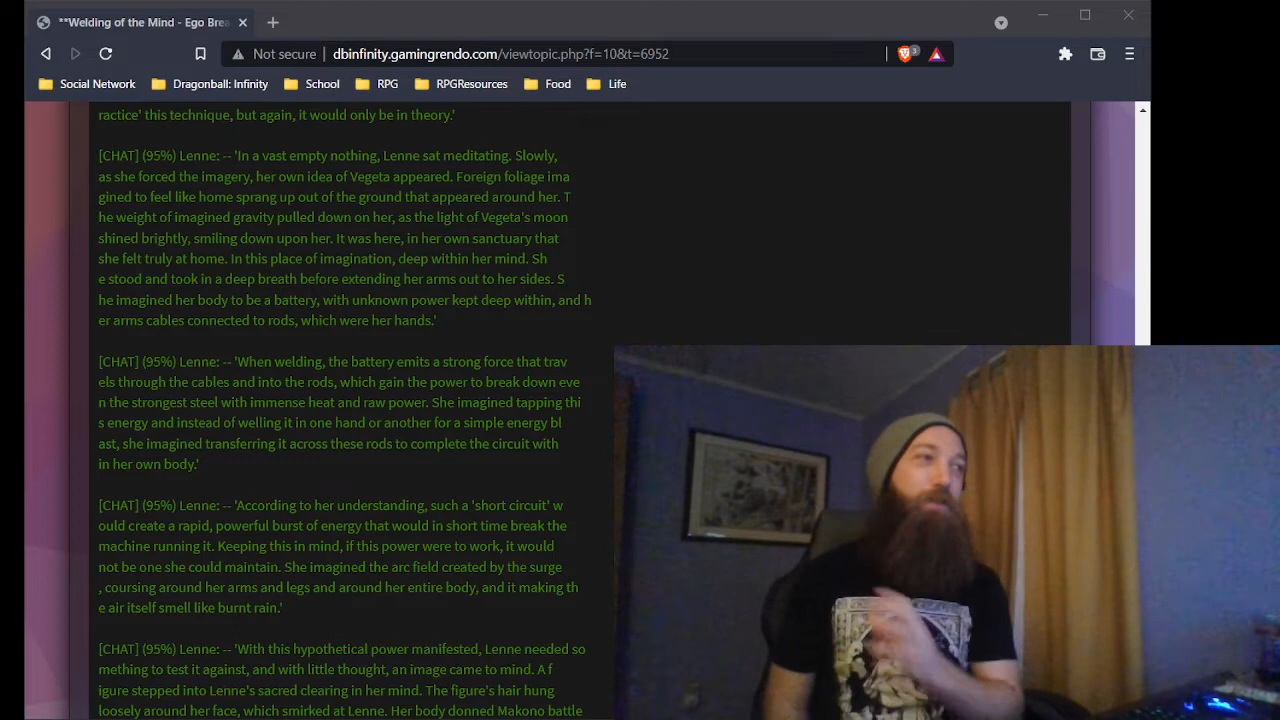 **Welding of the Mind - Ego Brea
Not secure
dbinfinity.gamingrendo.com/viewtopic.php?f=10&t=6952
3
Social Network
Dragonball: Infinity
School
RPG
RPGResources
Food
Life
ractice' this technique, but again, it would only be in theory.'
[CHAT] (95%) Lenne: -- 'In a vast empty nothing, Lenne sat meditating. Slowly,
as she forced the imagery, her own idea of Vegeta appeared. Foreign foliage ima
gined to feel like home sprang up out of the ground that appeared around her. T
he weight of imagined gravity pulled down on her, as the light of Vegeta's moon
shined brightly, smiling down upon her. It was here, in her own sanctuary that
she felt truly at home. In this place of imagination, deep within her mind. Sh
e stood and took in a deep breath before extending her arms out to her sides. S
he imagined her body to be a battery, with unknown power kept deep within, and h
er arms cables connected to rods, which were her hands.'
[CHAT] (95%) Lenne: -- 'When welding, the battery emits a strong force that trav
els through the cables and into the rods, which gain the power to break down eve
n the strongest steel with immense heat and raw power. She imagined tapping thi
s energy and instead of welling it in one hand or another for a simple energy bl
ast, she imagined transferring it across these rods to complete the circuit with
in her own body.'
[CHAT] (95%) Lenne: -- 'According to her understanding, such a 'short circuit' w
ould create a rapid, powerful burst of energy that would in short time break the
machine running it. Keeping this in mind, if this power were to work, it would
not be one she could maintain. She imagined the arc field created by the surge
, coursing around her arms and legs and around her entire body, and it making th
e air itself smell like burnt rain.'
[CHAT] (95%) Lenne: -- 'With this hypothetical power manifested, Lenne needed so
mething to test it against, and with little thought, an image came to mind. A f
igure stepped into Lenne's sacred clearing in her mind. The figure's hair hung
loosely around her face, which smirked at Lenne. Her body donned Makono battle